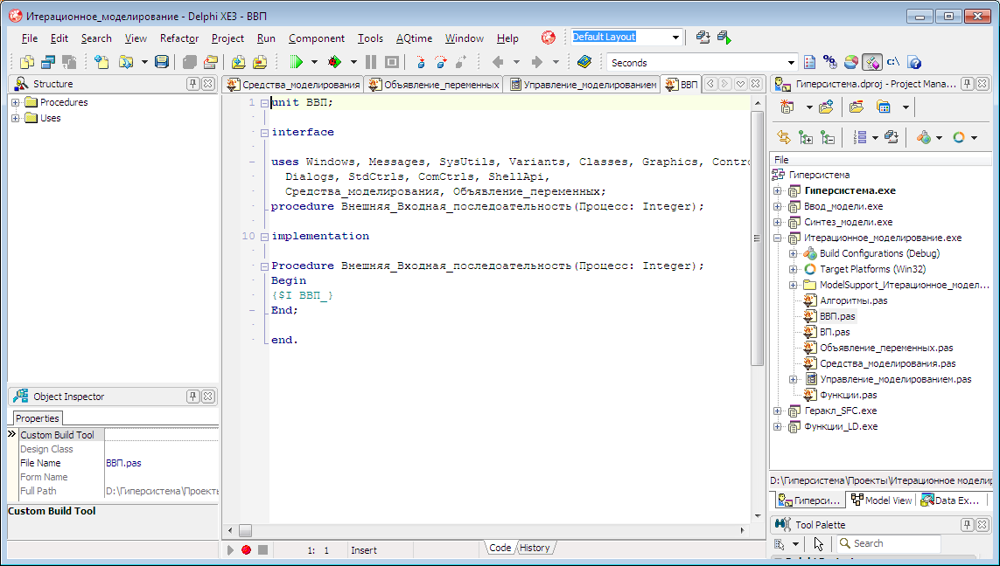 Итерационное_моделирование - Delphi XE3 - ВВП
File Edit Search View Refactor Project Run Component Tools AQtime Window Help
Default Layout
Seconds
Structure
Procedures
Uses
Средства_моделирования Объявление_переменных Управление_моделированием ВВП
1 unit ВВП;
interface
uses Windows, Messages, SysUtils, Variants, Classes, Graphics, Contro
Dialogs, StdCtrls, ComCtrls, ShellApi,
Средства_моделирования, Объявление_переменных;
procedure Внешняя_Входная_последоательность(Процесс: Integer);
10 implementation
Procedure Внешняя_Входная_последоательность(Процесс: Integer);
Begin
{$I ВВП_}
End;
end.
1: 1 Insert
Code History
Object Inspector
Properties
Custom Build Tool
Design Class
File Name ВВП.pas
Form Name
Full Path D:\Гиперсистема\Проекты
Custom Build Tool
Гиперсистема.dproj - Project Mana...
C:\
File
Гиперсистема
Гиперсистема.exe
Ввод_модели.exe
Синтез_модели.exe
Итерационное_моделирование.exe
Build Configurations (Debug)
Target Platforms (Win32)
ModelSupport_Итерационное_модел...
Алгоритмы.pas
ВВП.pas
ВП.pas
Объявление_переменных.pas
Средства_моделирования.pas
Управление_моделированием.pas
Функции.pas
Геракл_SFC.exe
Функции_LD.exe
D:\Гиперсистема\Проекты\Итерационное моделир
Гиперси... Model View Data Ex...
Tool Palette
Search